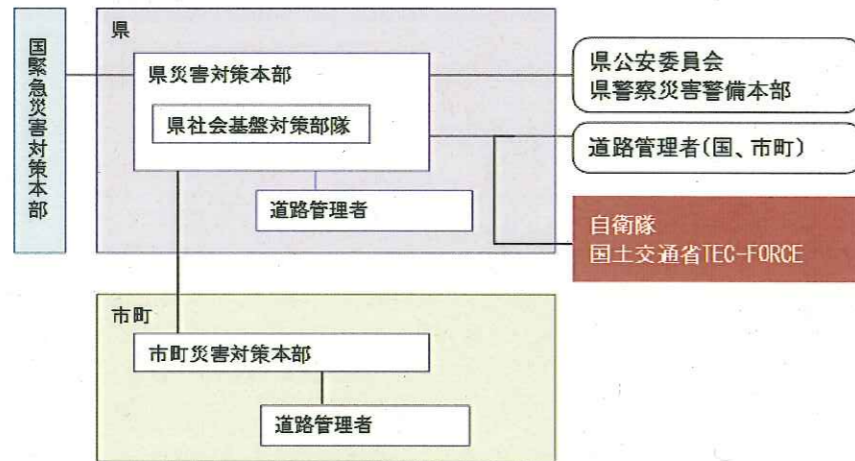 国緊急災害対策本部
県
県災害対策本部
県社会基盤対策部隊
道路管理者
県公安委員会
県警察災害警備本部
道路管理者(国、市町)
自衛隊
国土交通省TEC-FORCE
市町
市町災害対策本部
道路管理者